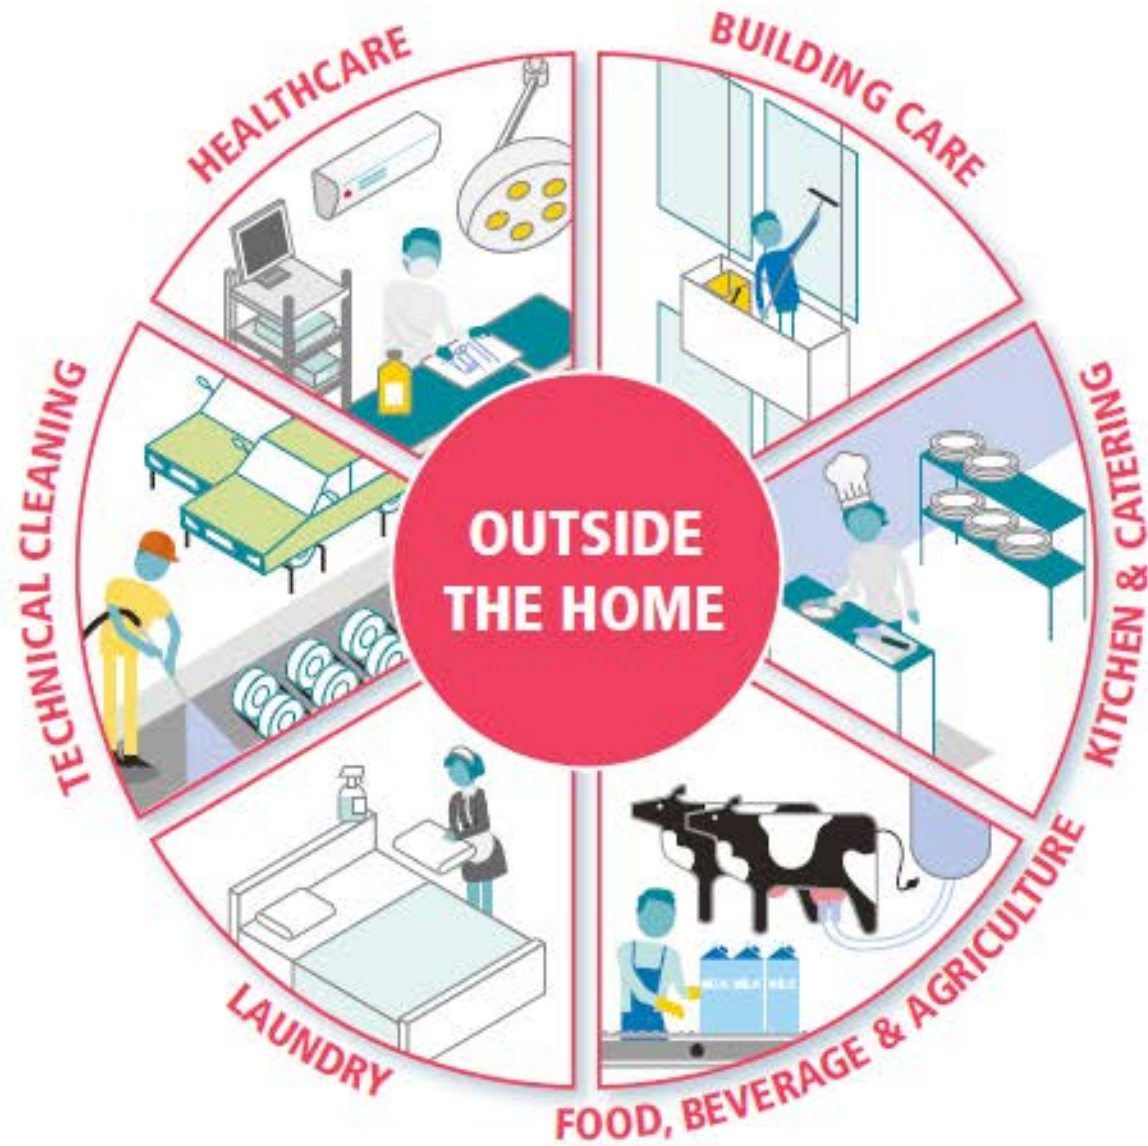 HEALTHCARE
BUILDING CARE
TECHNICAL CLEANING
OUTSIDE
THE HOME
KITCHEN & CATERING
LAUNDRY
FOOD, BEVERAGE & AGRICULTURE